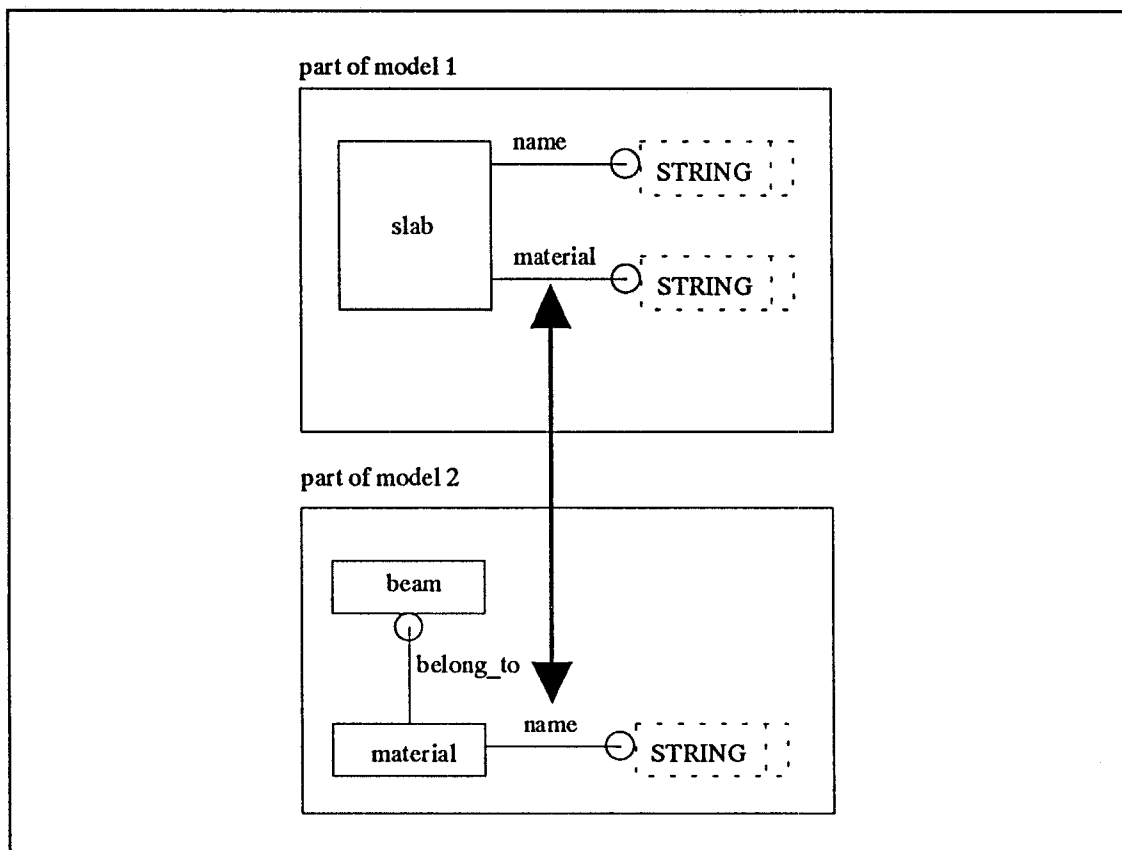 part of model 1
name
STRING
slab
material
STRING
part of model 2
beam
belong_to
name
material
STRING